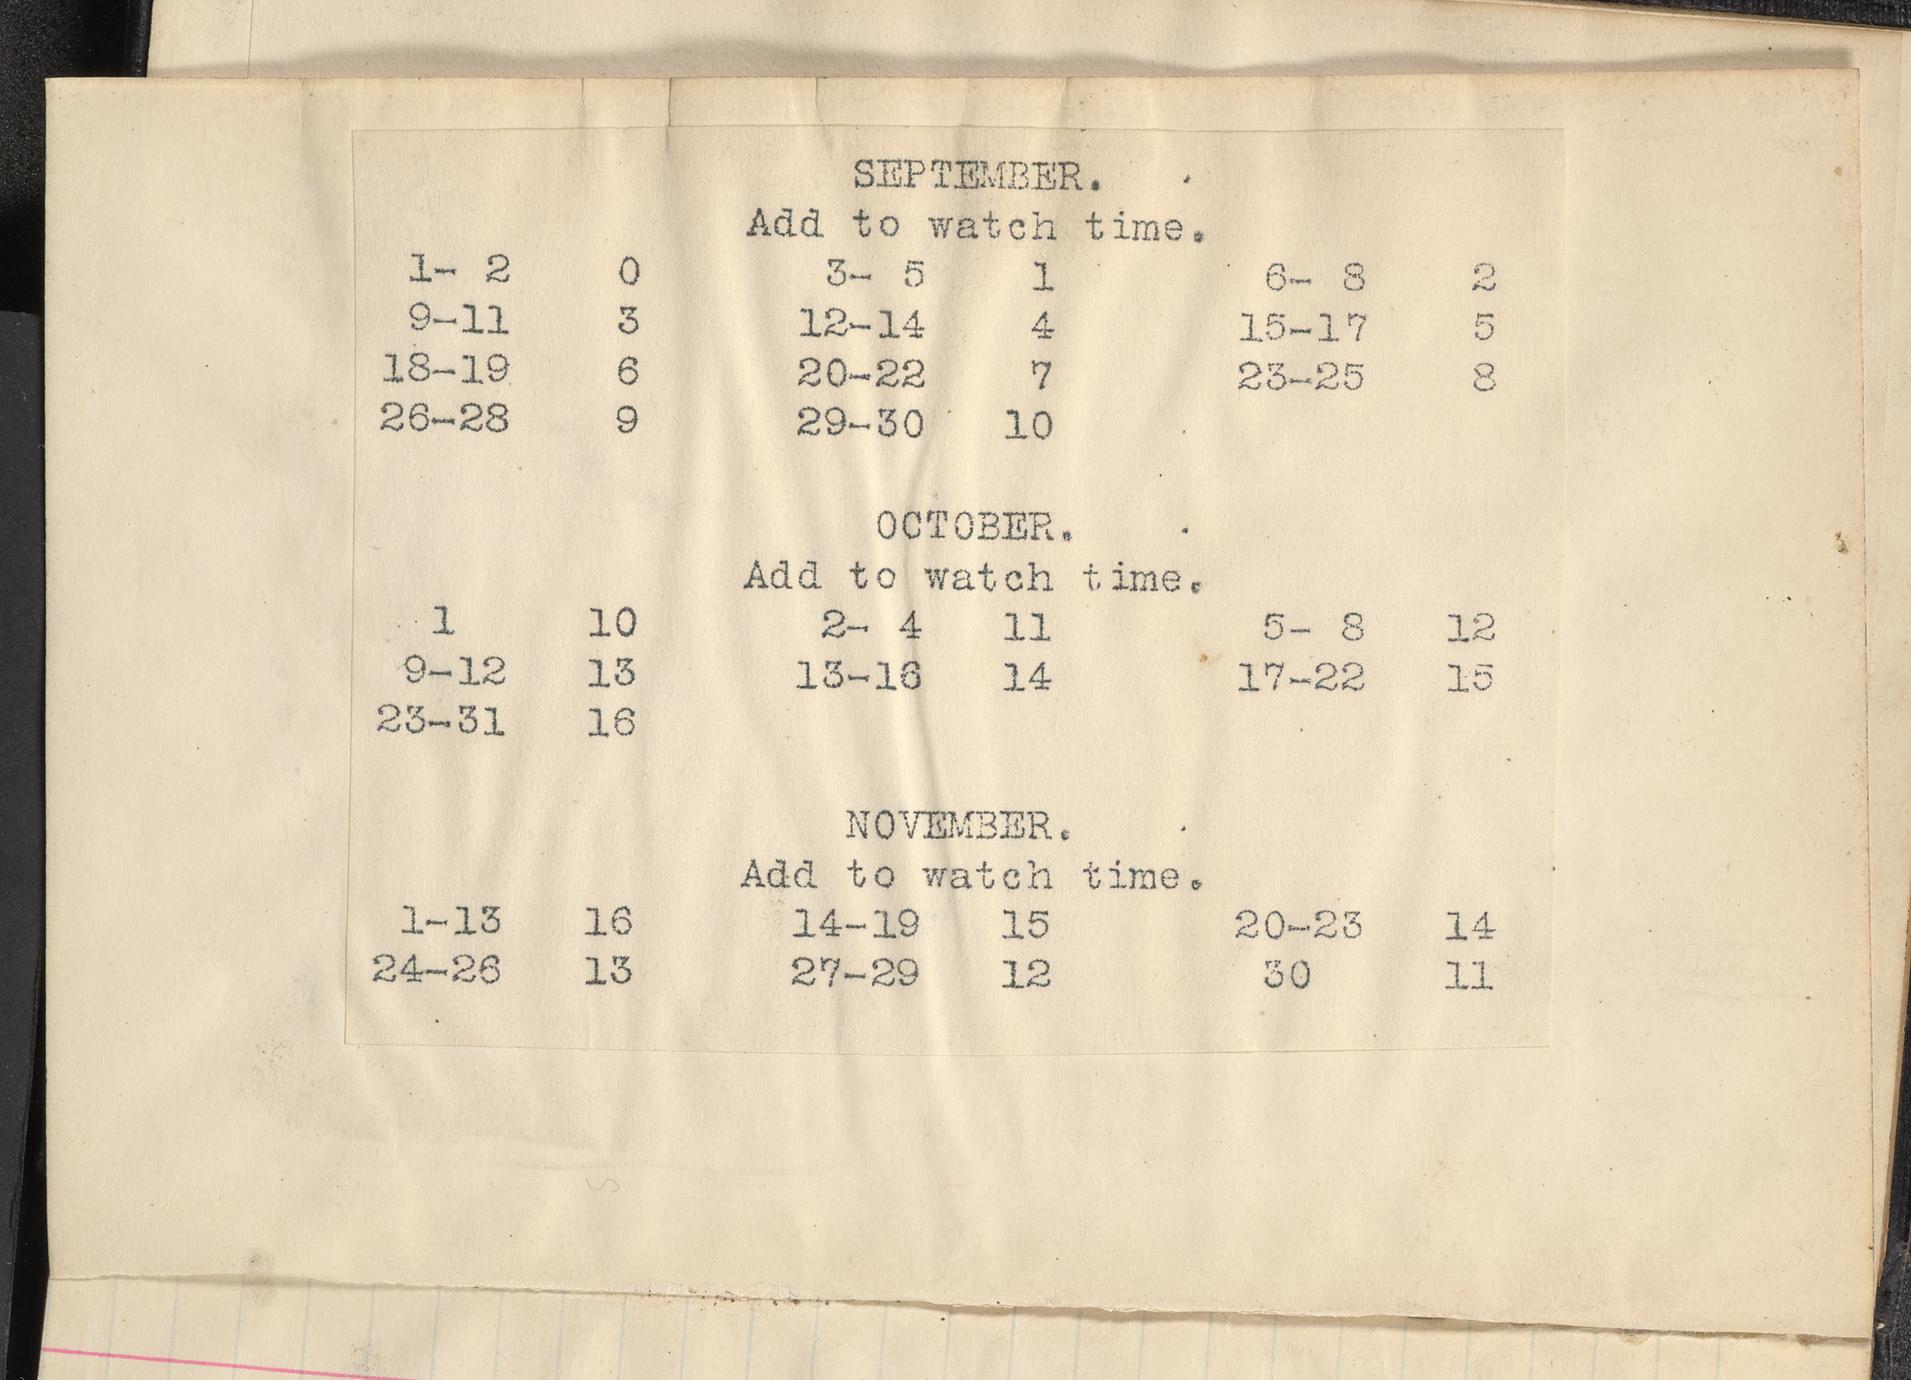 SEPTEMBER.
Add to watch time.
1- 2 0 3- 5 1 6- 8 2
9-11 3 12-14 4 15-17 5
18-19 6 20-22 7 23-25 8
26-28 9 29-30 10
OCTOBER.
Add to watch time.
1 10 2- 4 11 5- 8 12
9-12 13 13-16 14 17-22 15
23-31 16
NOVEMBER.
Add to watch time.
1-13 16 14-19 15 20-23 14
24-26 13 27-29 12 30 11